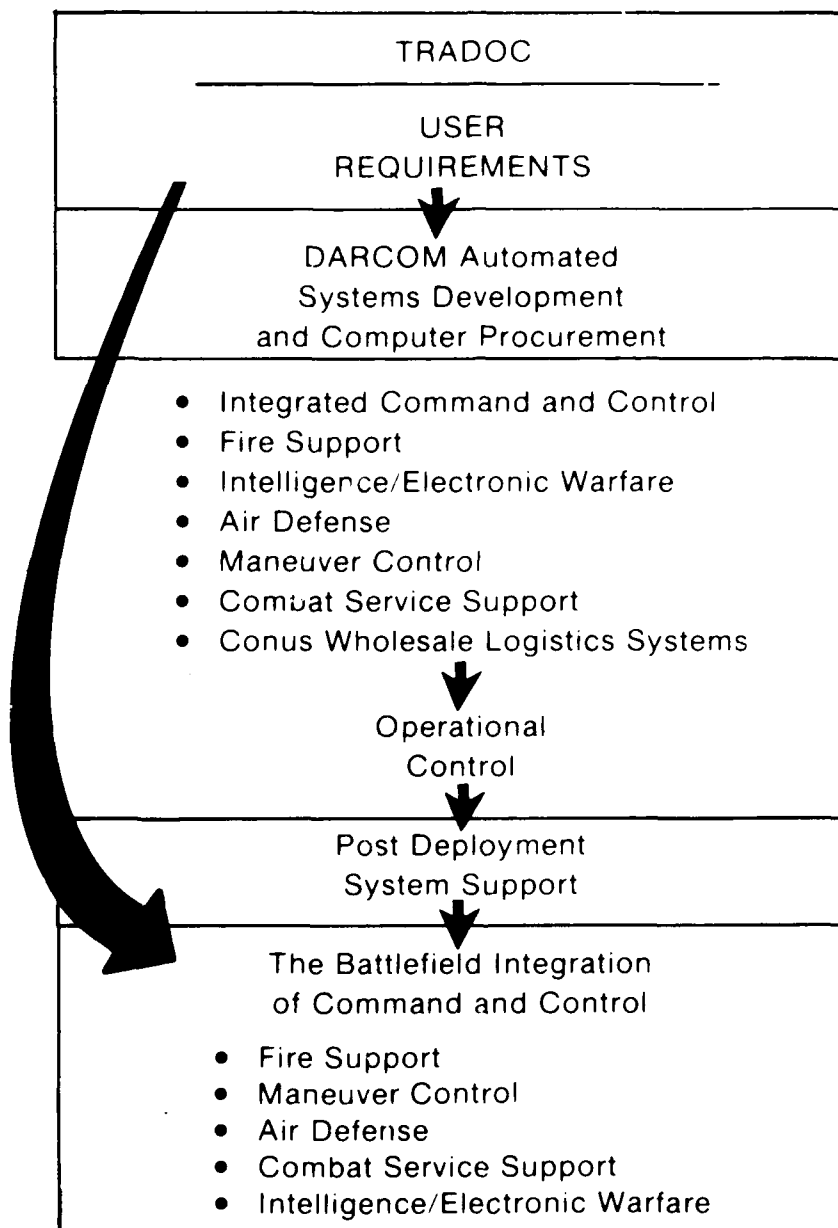 TRADOC
USER
REQUIREMENTS
DARCOM Automated
Systems Development
and Computer Procurement
• Integrated Command and Control
• Fire Support
• Intelligence/Electronic Warfare
• Air Defense
• Maneuver Control
• Combat Service Support
• Conus Wholesale Logistics Systems
Operational
Control
Post Deployment
System Support
The Battlefield Integration
of Command and Control
• Fire Support
• Maneuver Control
• Air Defense
• Combat Service Support
• Intelligence/Electronic Warfare